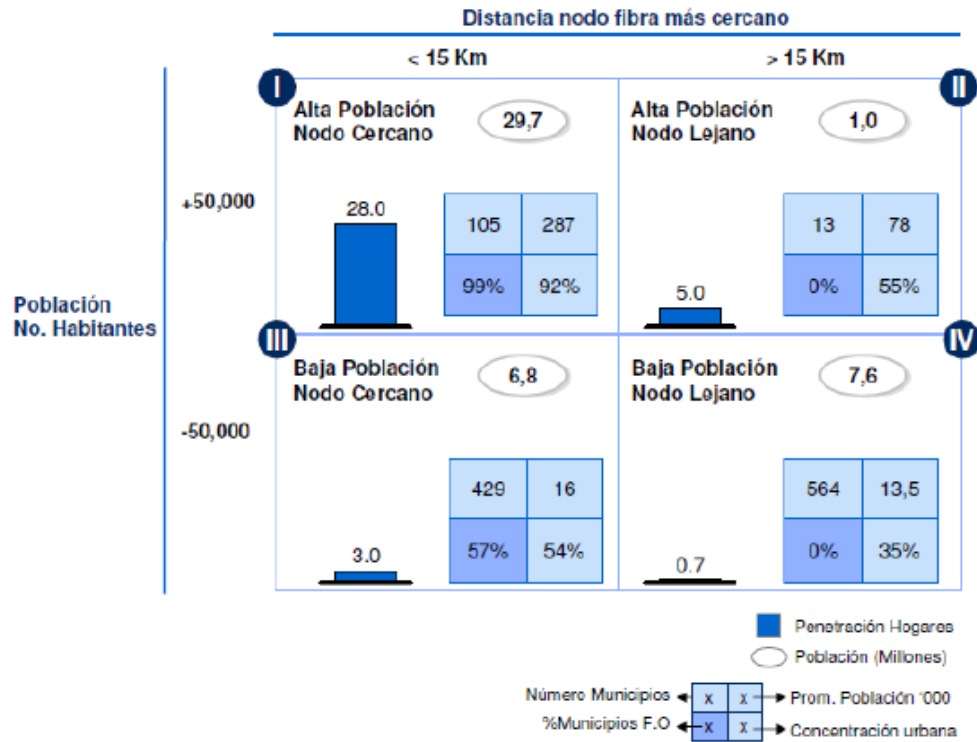 Distancia nodo fibra más cercano
< 15 Km
> 15 Km
I
II
Alta Población
Nodo Cercano
29,7
Alta Población
Nodo Lejano
1,0
+50,000
28.0
105
287
99%
92%
5.0
13
78
0%
55%
Población
No. Habitantes
III
IV
Baja Población
Nodo Cercano
6,8
Baja Población
Nodo Lejano
7,6
-50,000
3.0
429
16
57%
54%
0.7
564
13,5
0%
35%
Penetración Hogares
Población (Millones)
Número Municipios
x
x
Prom. Población '000
%Municipios F.O
x
x
Concentración urbana